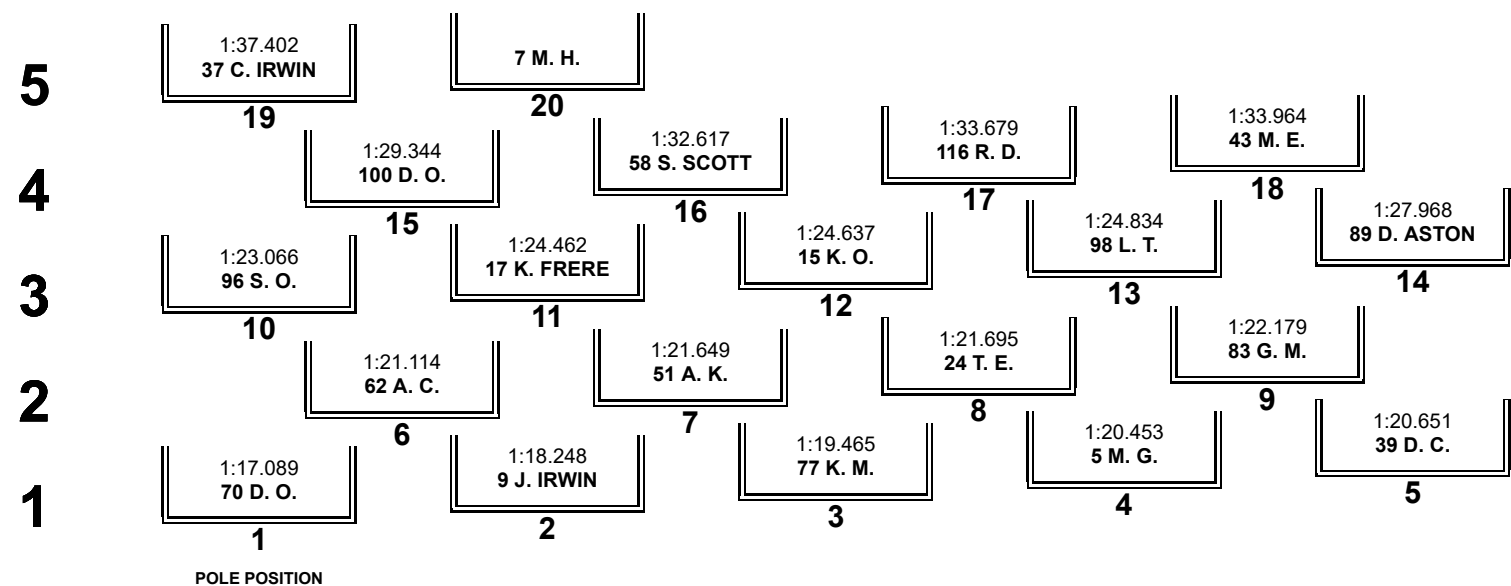 5
1:37.402
37 C. IRWIN
19
7 M. H.
20
4
1:29.344
100 D. O.
15
1:32.617
58 S. SCOTT
16
1:33.679
116 R. D.
17
1:33.964
43 M. E.
18
3
1:23.066
96 S. O.
10
1:24.462
17 K. FRERE
11
1:24.637
15 K. O.
12
1:24.834
98 L. T.
13
1:27.968
89 D. ASTON
14
2
1:21.114
62 A. C.
6
1:21.649
51 A. K.
7
1:21.695
24 T. E.
8
1:22.179
83 G. M.
9
1
1:17.089
70 D. O.
1
1:18.248
9 J. IRWIN
2
1:19.465
77 K. M.
3
1:20.453
5 M. G.
4
1:20.651
39 D. C.
5
POLE POSITION